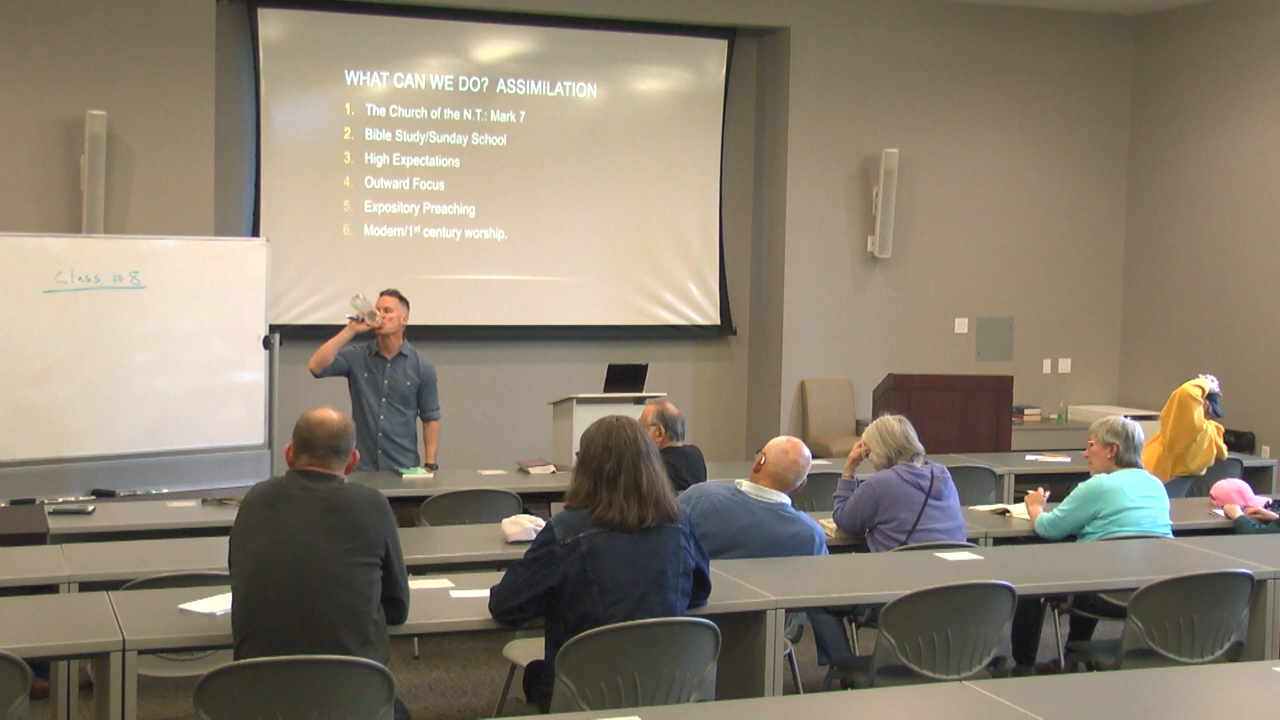 WHAT CAN WE DO? ASSIMILATION
1. The Church of the N.T.: Mark 7
2. Bible Study/Sunday School
3. High Expectations
4. Outward Focus
5. Expository Preaching
6. Modern/1st century worship.
Class #8